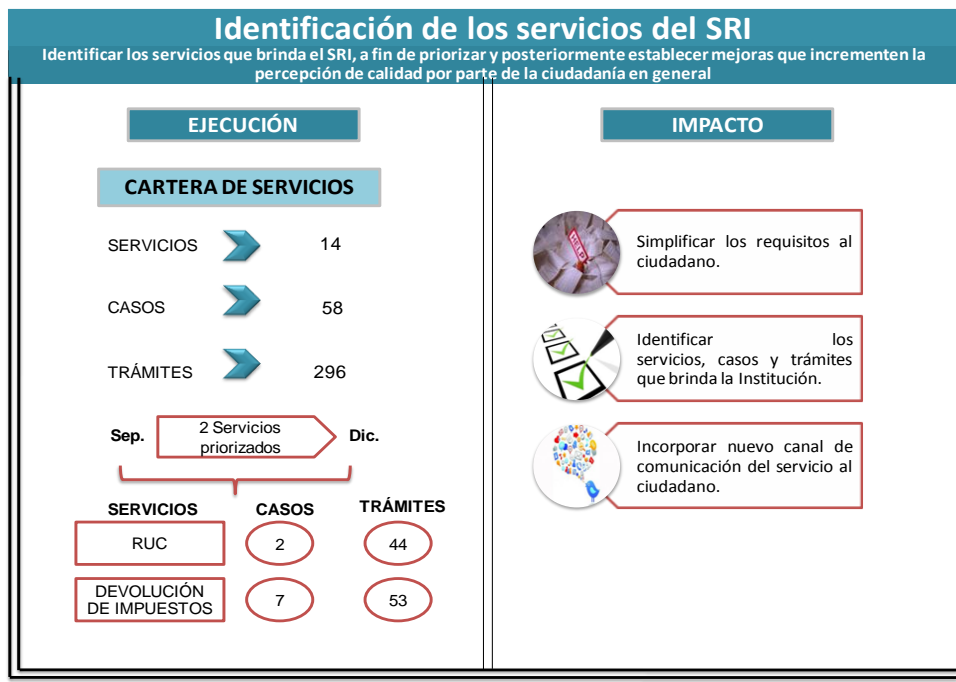 Identificación de los servicios del SRI
Identificar los servicios que brinda el SRI, a fin de priorizar y posteriormente establecer mejoras que incrementen la
percepción de calidad por parte de la ciudadanía en general
EJECUCIÓN
CARTERA DE SERVICIOS
SERVICIOS 14
CASOS 58
TRÁMITES 296
Sep. 2 Servicios priorizados Dic.
SERVICIOS CASOS TRÁMITES
RUC 2 44
DEVOLUCIÓN DE IMPUESTOS 7 53
IMPACTO
HELP
Simplificar los requisitos al
ciudadano.
Identificar los
servicios, casos y trámites
que brinda la Institución.
Incorporar nuevo canal de
comunicación del servicio al
ciudadano.